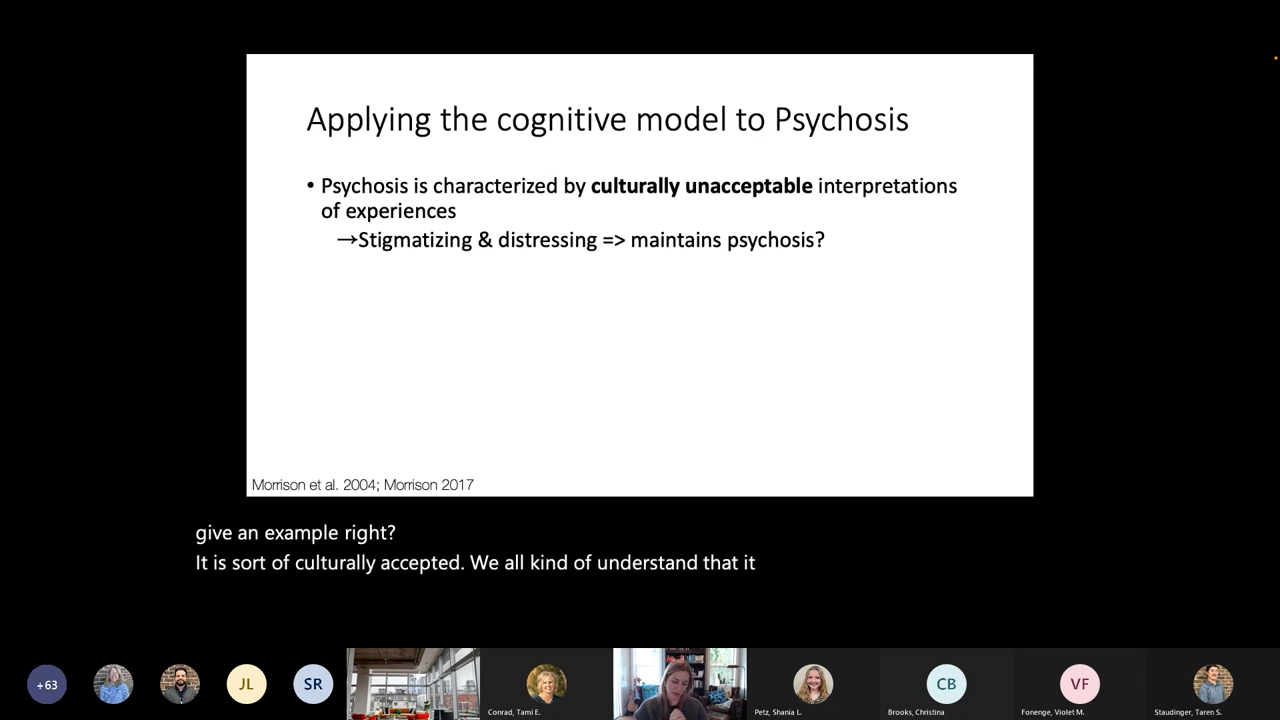 Applying the cognitive model to Psychosis
• Psychosis is characterized by culturally unacceptable interpretations
of experiences
→Stigmatizing & distressing => maintains psychosis?
Morrison et al. 2004; Morrison 2017
give an example right?
It is sort of culturally accepted. We all kind of understand that it
+63
JL
SR
CB
VF
Conrad, Tami E.
Petz, Shania L.
Brooks, Christina
Fonenge, Violet M.
Staudinger, Taren S.